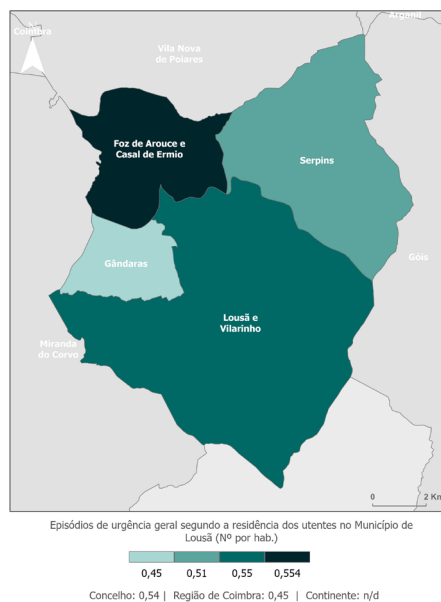 Coimbra
Arganil
Vila Nova
de Poiares
Foz de Arouce e
Casal de Ermio
Serpins
Góis
Gândaras
Lousã e
Vilarinho
Miranda
do Corvo
0 2 Km
Episódios de urgência geral segundo a residência dos utentes no Município de
Lousã (Nº por hab.)
0,45 0,51 0,55 0,554
Concelho: 0,54 | Região de Coimbra: 0,45 | Continente: n/d